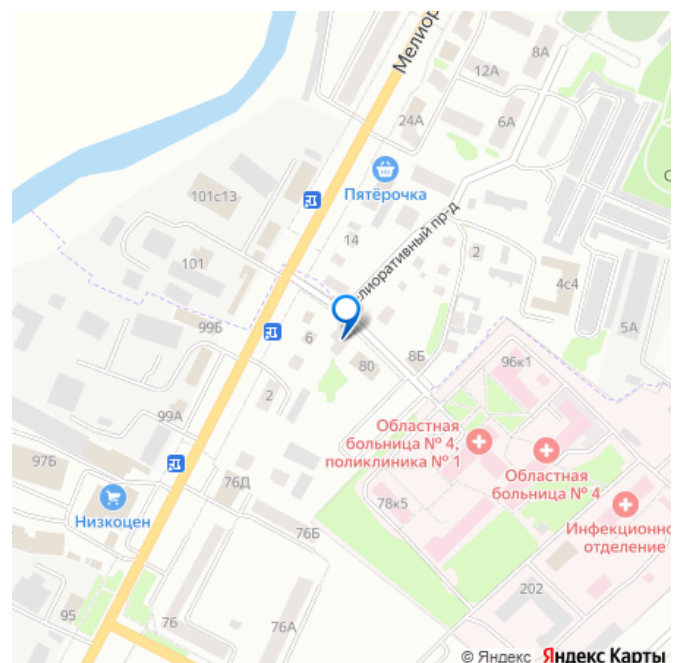 Мелиор
8А
12А
24А
6А
Пятёрочка
101с13
С
14
Мелиоративный пр-д
2
101
4с4
5А
99Б
6
80
8Б
96к1
2
99А
Областная
больница № 4,
поликлиника № 1
Областная
больница № 4
97Б
76Д
78к5
Низкоцен
76Б
Инфекционно
отделение
202
95
76
76А
© Яндекс Яндекс Карты